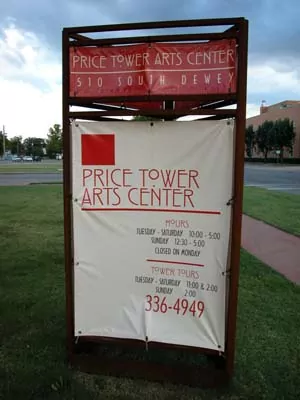 PRICE TOWER ARTS CENTER
510 SOUTH DEWEY
PRICE TOWER
ARTS CENTER
HOURS
TUESDAY - SATURDAY 10:00 - 5:00
SUNDAY 12:30 - 5:00
CLOSED ON MONDAY
TOWER TOURS
TUESDAY - SATURDAY 11:00 & 2:00
SUNDAY 2:00
336-4949